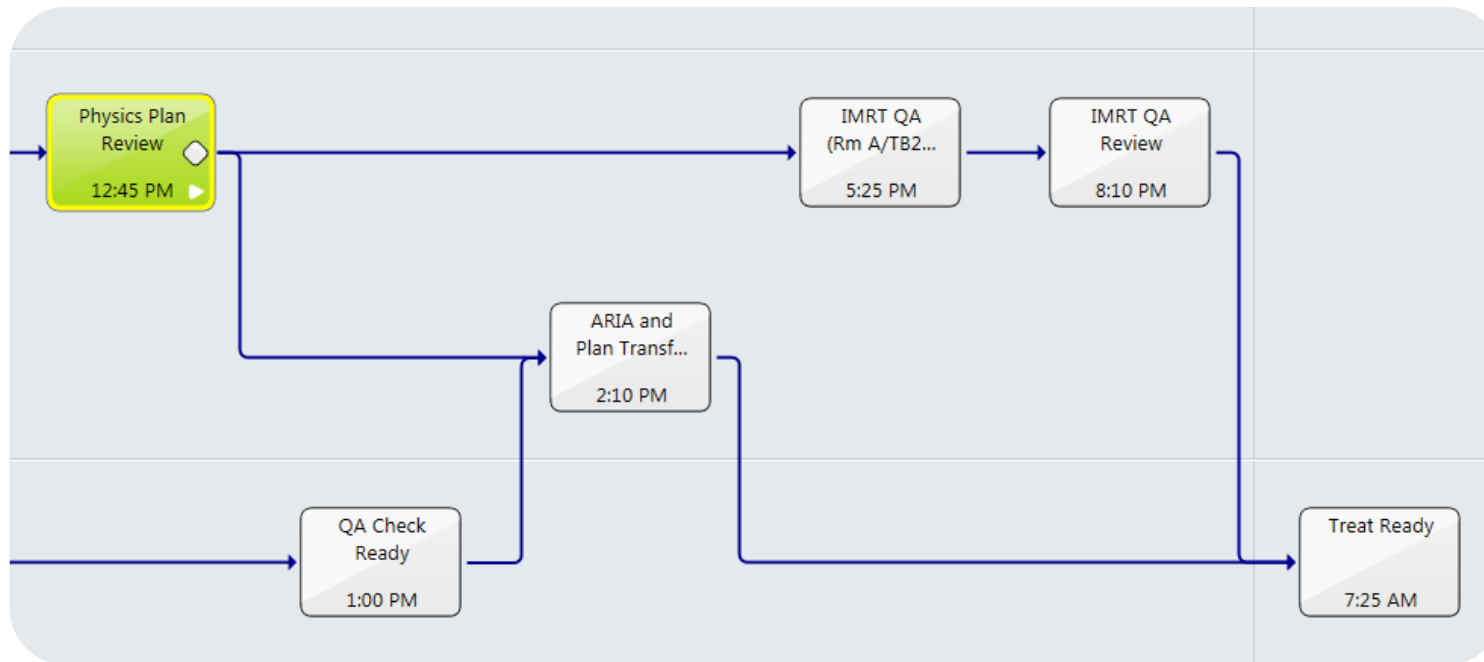 Physics Plan
Review
12:45 PM
IMRT QA
(Rm A/TB2...
5:25 PM
IMRT QA
Review
8:10 PM
ARIA and
Plan Transf...
2:10 PM
QA Check
Ready
1:00 PM
Treat Ready
7:25 AM